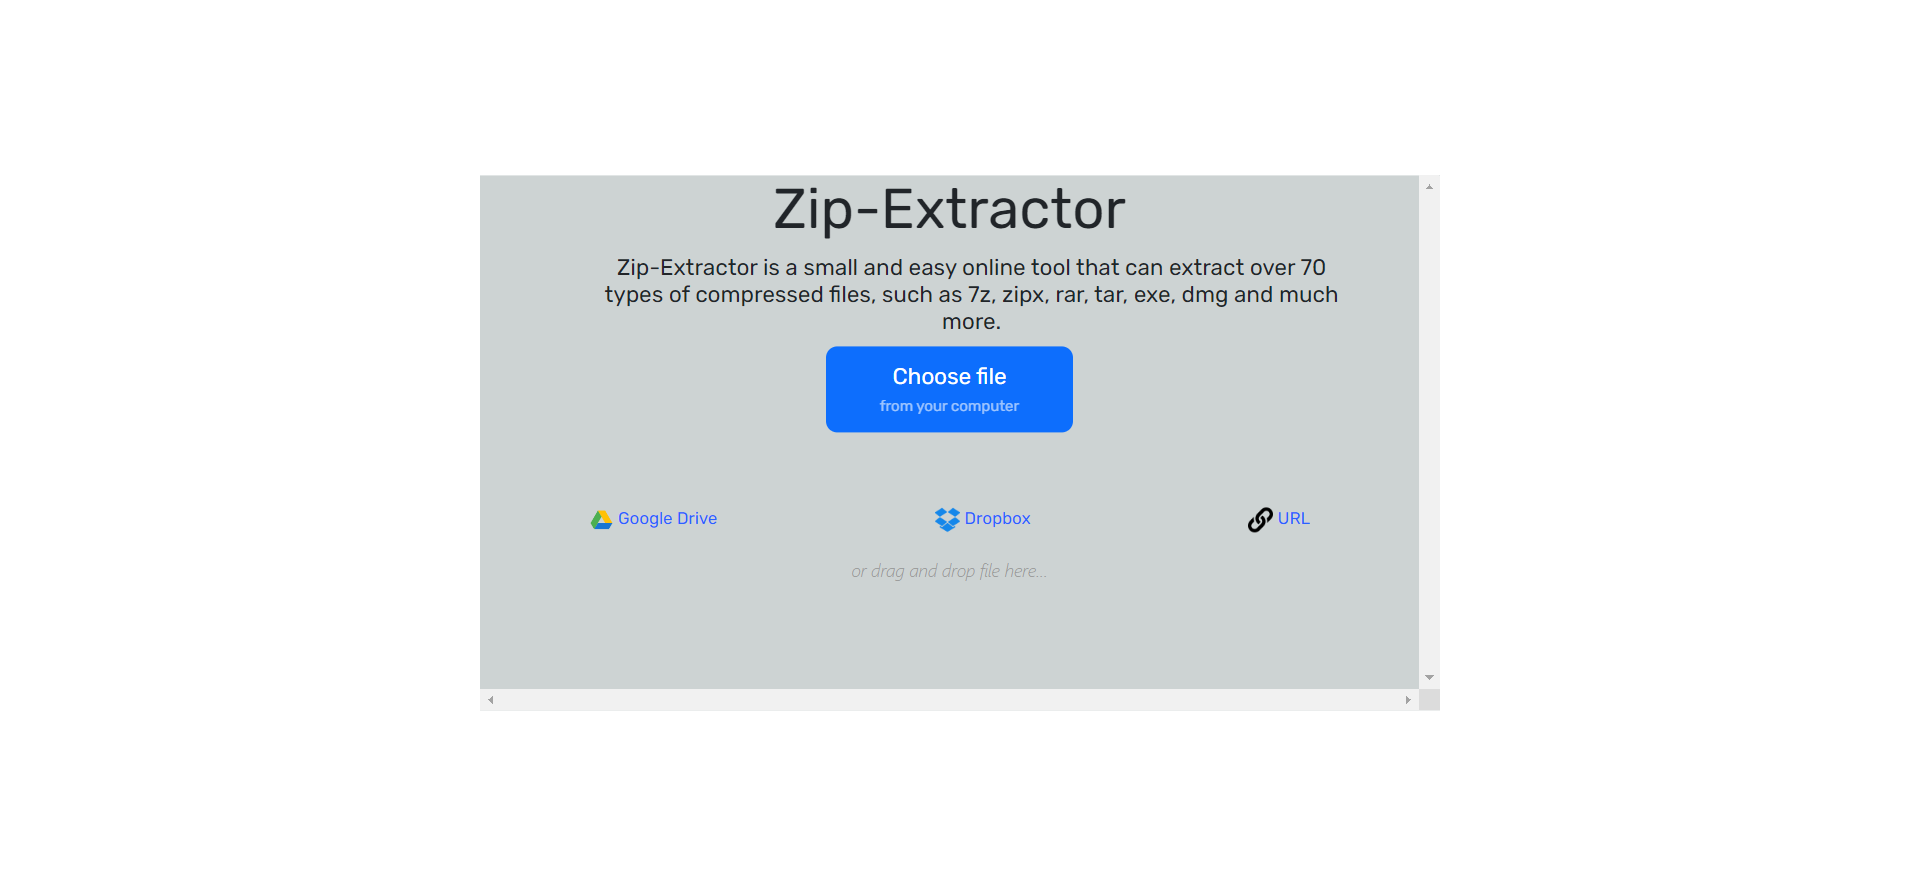 Zip-Extractor
Zip-Extractor is a small and easy online tool that can extract over 70
types of compressed files, such as 7z, zipx, rar, tar, exe, dmg and much
more.
Choose file
from your computer
Google Drive
Dropbox
URL
or drag and drop file here...